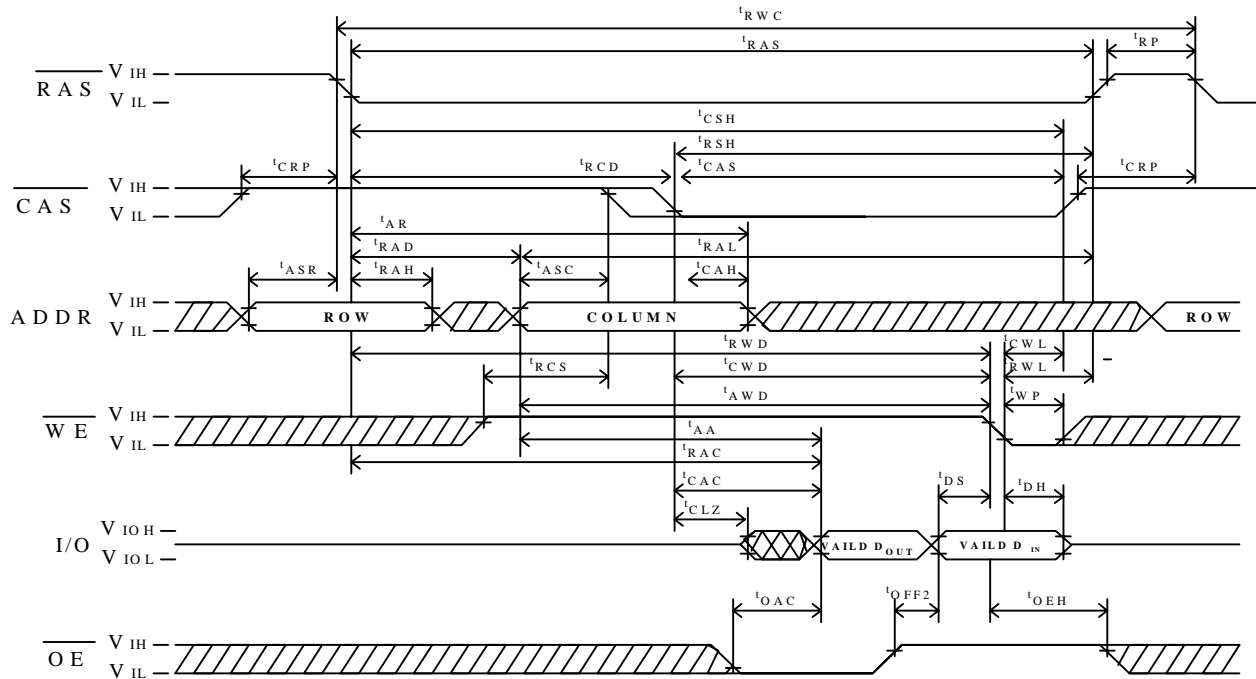 tRWC
tRAS
tRP
RAS
VIH
VIL
tCSH
tRSH
tCRP
tRCD
tCAS
tCRP
CAS
VIH
VIL
tAR
tRAD
tRAL
tASR
tRAH
tASC
tCAH
ADDR
VIH
VIL
ROW
COLUMN
ROW
tRWD
tCWL
tRCS
tCWD
tRWL
tAWD
tWP
WE
VIH
VIL
tAA
tRAC
tCAC
tDS
tDH
tCLZ
I/O
VIOH
VIOL
VAILD DOUT
VAILD DIN
tOAC
tOFF2
tOEH
OE
VIH
VIL